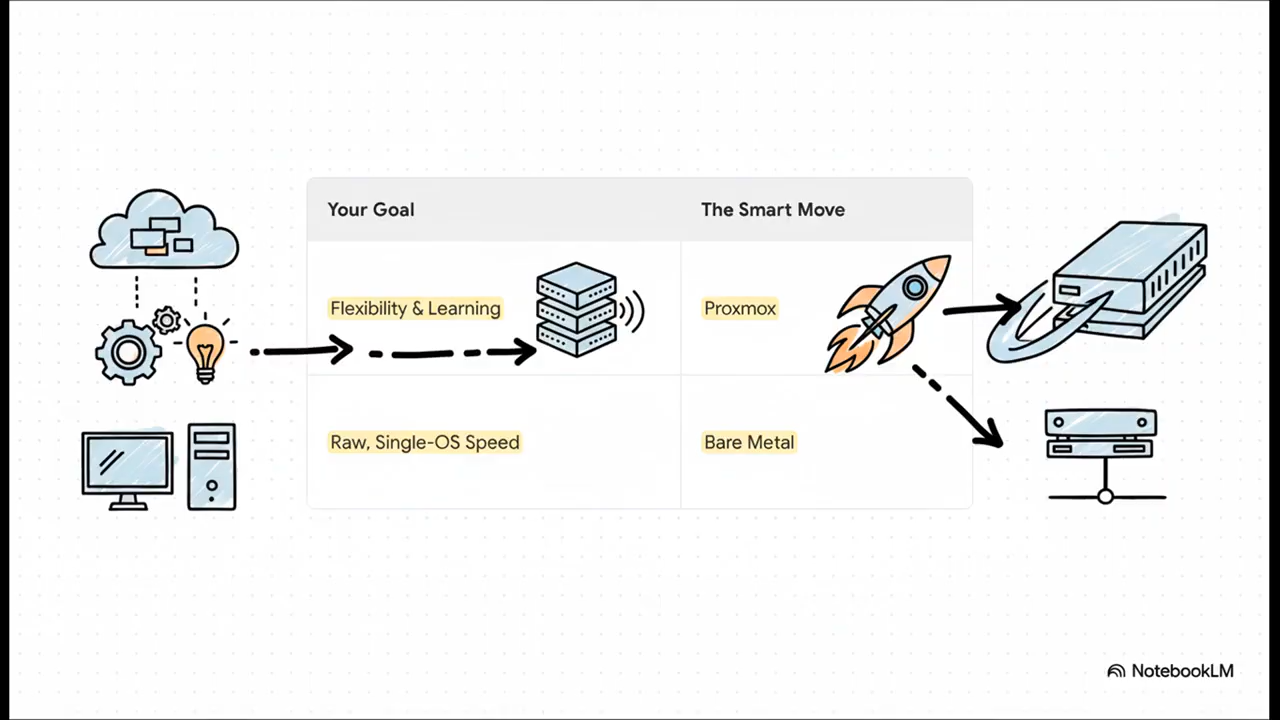 Your Goal
The Smart Move
Flexibility & Learning
Proxmox
Raw, Single-OS Speed
Bare Metal
NotebookLM